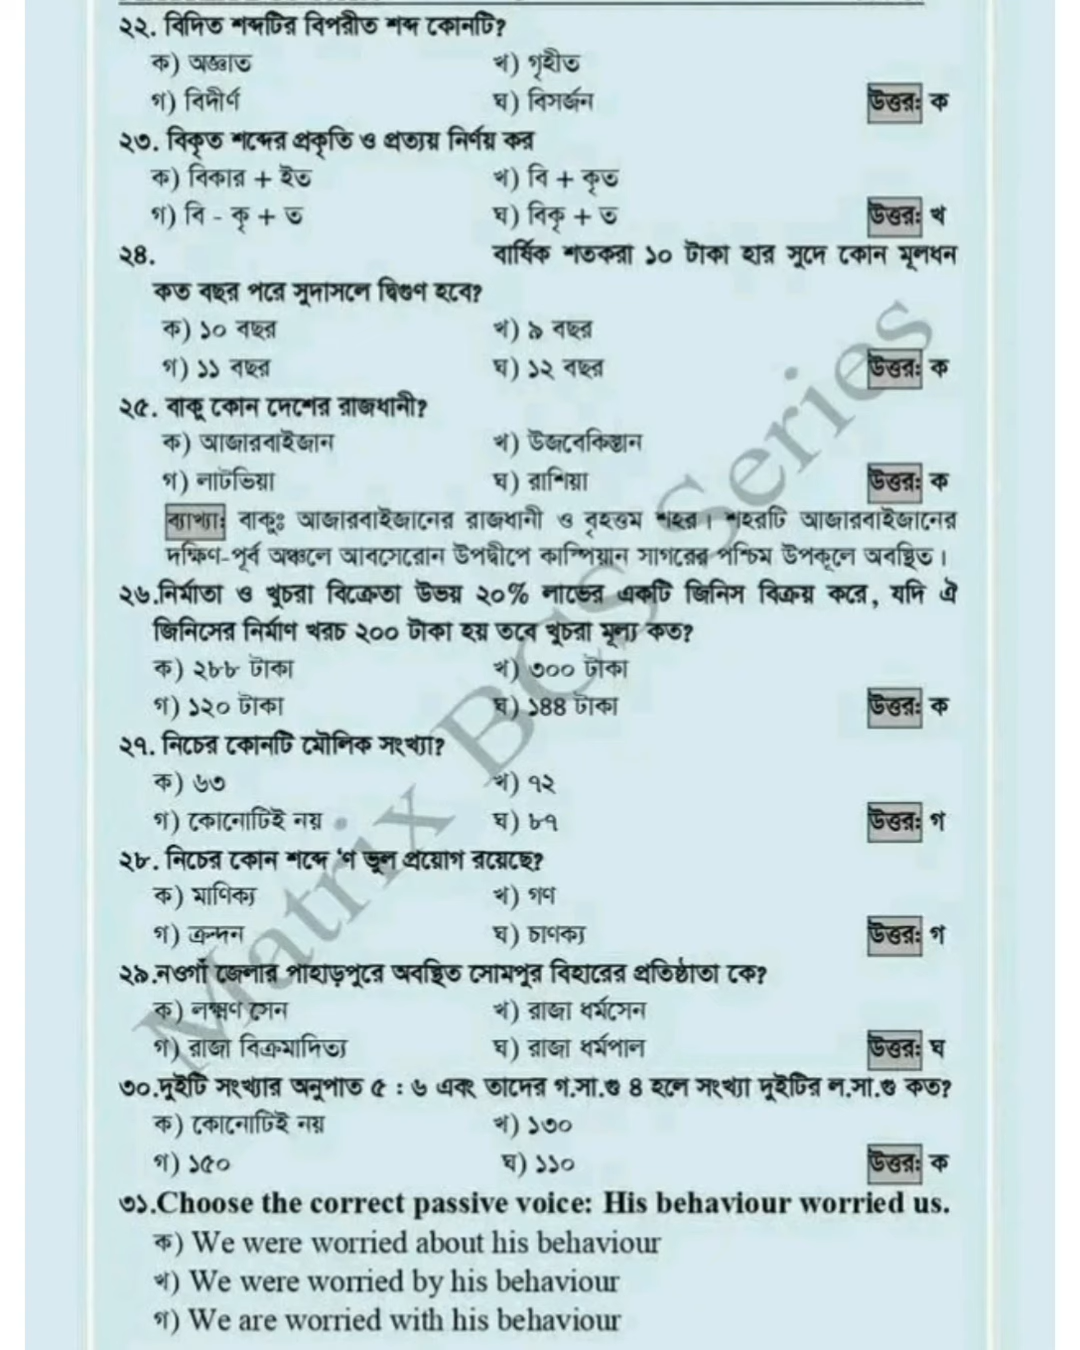 ২২. বিদিত শব্দটির বিপরীত শব্দ কোনটি?
ক) অজ্ঞাত খ) গৃহীত
গ) বিদীর্ণ ঘ) বিসর্জন উত্তর: ক
২৩. বিকৃত শব্দের প্রকৃতি ও প্রত্যয় নির্ণয় কর
ক) বিকার + ইত খ) বি + কৃত
গ) বি - কৃ + ত ঘ) বিকৃ + ত উত্তর: খ
২৪. বার্ষিক শতকরা ১০ টাকা হার সুদে কোন মূলধন
কত বছর পরে সুদাসলে দ্বিগুণ হবে?
ক) ১০ বছর খ) ৯ বছর
গ) ১১ বছর ঘ) ১২ বছর উত্তর: ক
২৫. বাকু কোন দেশের রাজধানী?
ক) আজারবাইজান খ) উজবেকিস্তান
গ) লাটভিয়া ঘ) রাশিয়া উত্তর: ক
ব্যাখ্যা: বাকুঃ আজারবাইজানের রাজধানী ও বৃহত্তম শহর। শহরটি আজারবাইজানের
দক্ষিণ-পূর্ব অঞ্চলে আবসেরোন উপদ্বীপে কাস্পিয়ান সাগরের পশ্চিম উপকূলে অবস্থিত।
২৬.নির্মাতা ও খুচরা বিক্রেতা উভয় ২০% লাভের একটি জিনিস বিক্রয় করে, যদি ঐ
জিনিসের নির্মাণ খরচ ২০০ টাকা হয় তবে খুচরা মূল্য কত?
ক) ২৮৮ টাকা খ) ৩০০ টাকা
গ) ১২০ টাকা ঘ) ১৪৪ টাকা উত্তর: ক
২৭. নিচের কোনটি মৌলিক সংখ্যা?
ক) ৬৩ খ) ৭২
গ) কোনোটিই নয় ঘ) ৮৭ উত্তর: গ
২৮. নিচের কোন শব্দে 'ণ ভুল প্রয়োগ রয়েছে?
ক) মাণিক্য খ) গণ
গ) ক্রন্দন ঘ) চাণক্য উত্তর: গ
২৯.নওগাঁ জেলার পাহাড়পুরে অবস্থিত সোমপুর বিহারের প্রতিষ্ঠাতা কে?
ক) লক্ষ্মণ সেন খ) রাজা ধর্মসেন
গ) রাজা বিক্রমাদিত্য ঘ) রাজা ধর্মপাল উত্তর: ঘ
৩০.দুইটি সংখ্যার অনুপাত ৫ : ৬ এবং তাদের গ.সা.গু ৪ হলে সংখ্যা দুইটির ল.সা.গু কত?
ক) কোনোটিই নয় খ) ১৩০
গ) ১৫০ ঘ) ১১০ উত্তর: ক
৩১.Choose the correct passive voice: His behaviour worried us.
ক) We were worried about his behaviour
খ) We were worried by his behaviour
গ) We are worried with his behaviour
Matrix BCS Series